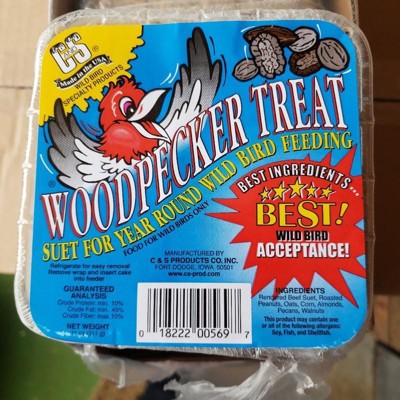 C&S
Made in the USA
WILD BIRD
SPECIALTY PRODUCTS
WOODPECKER TREAT
SUET FOR YEAR ROUND WILD BIRD FEEDING
FOOD FOR WILD BIRDS ONLY
BEST INGREDIENTS...
BEST!
WILD BIRD
ACCEPTANCE!
Refrigerate for easy removal
Remove wrap and insert cake
into feeder
GUARANTEED
ANALYSIS
Crude Protein: min. 10%
Crude Fat: min. 45%
Crude Fiber: max. 10%
NET WEIGHT
MANUFACTURED BY
C & S PRODUCTS CO. INC.
FORT DODGE, IOWA 50501
www.cs-prod.com
0 18222 00569 7
INGREDIENTS
Rendered Beef Suet, Roasted
Peanuts, Oats, Corn, Almonds,
Pecans, Walnuts
This product may contain one
or all of the following allergens:
Soy, Fish, and Shellfish.